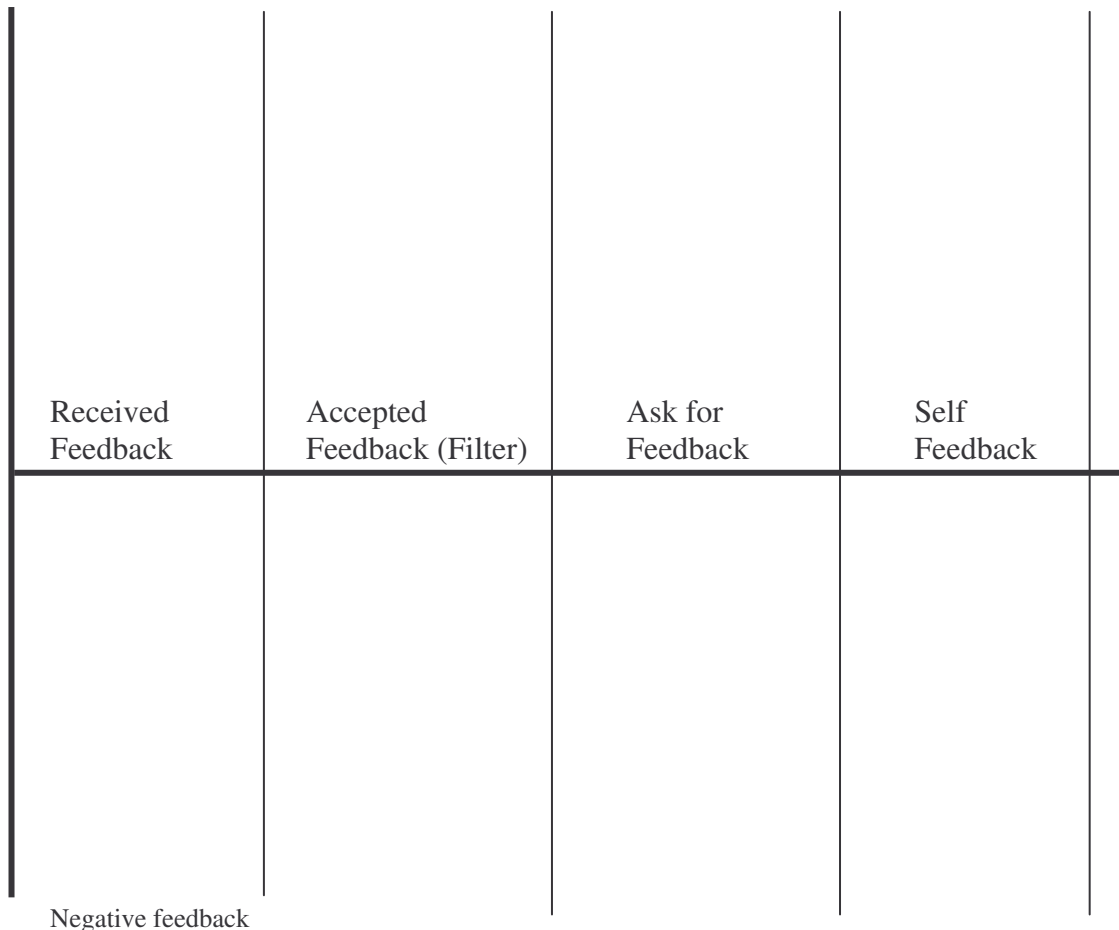 Received
Feedback
Accepted
Feedback (Filter)
Ask for
Feedback
Self
Feedback
Negative feedback